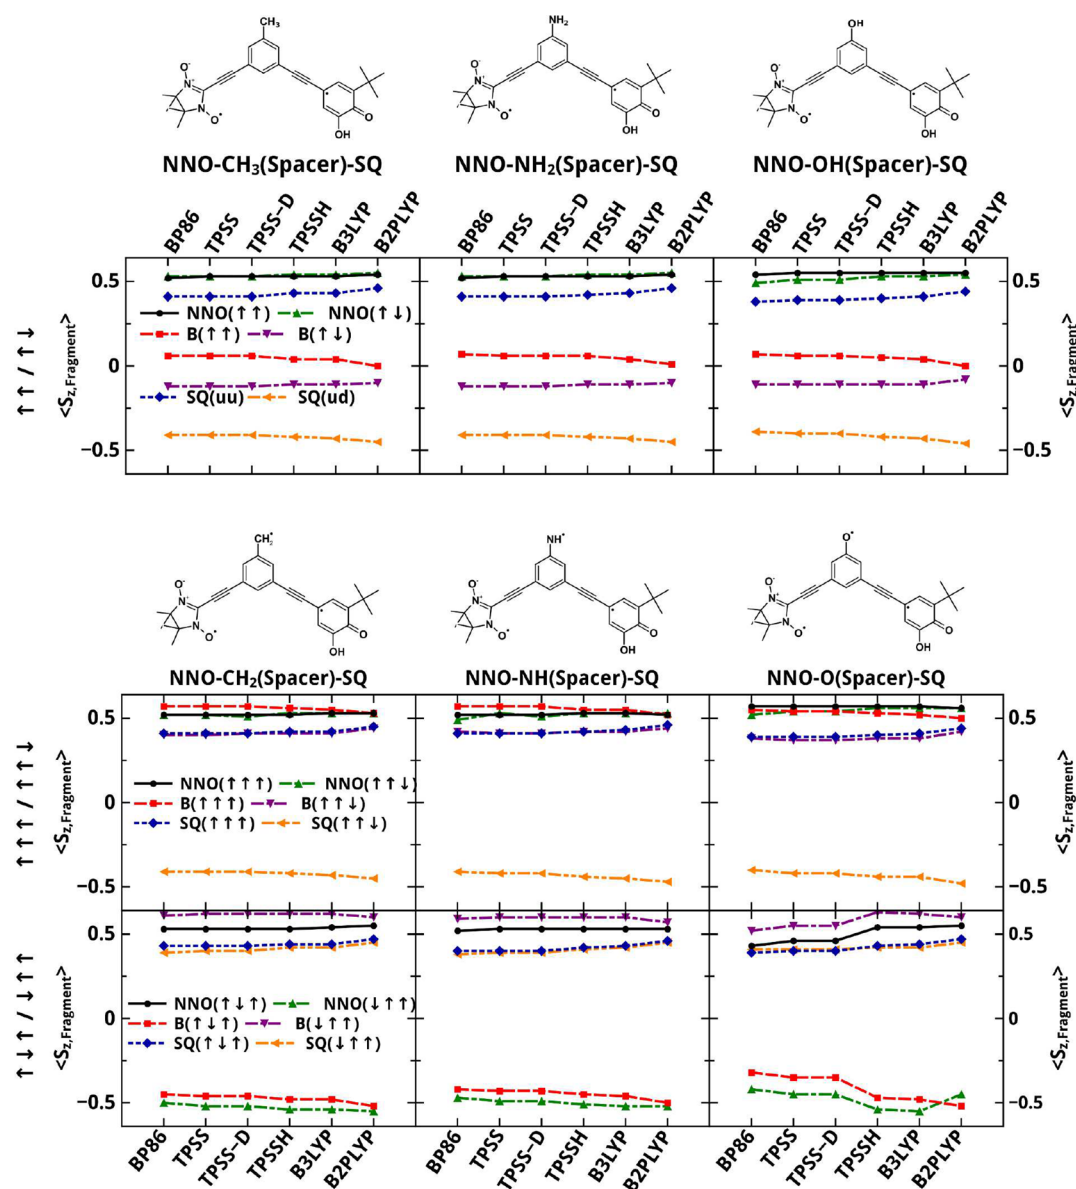 CH3 NH2 OH
O- N+ N O• OH O
O- N+ N O• OH O
O- N+ N O• OH O
NNO-CH3(Spacer)-SQ NNO-NH2(Spacer)-SQ NNO-OH(Spacer)-SQ
BP86 TPSS TPSS-D TPSSH B3LYP B2PLYP
BP86 TPSS TPSS-D TPSSH B3LYP B2PLYP
BP86 TPSS TPSS-D TPSSH B3LYP B2PLYP
↑↑ / ↑↓
<Sz,Fragment>
0.5
0
−0.5
NNO(↑↑) NNO(↑↓)
B(↑↑) B(↑↓)
SQ(uu) SQ(ud)
0.5
0
−0.5
<Sz,Fragment>
CH2• NH• O•
O- N+ N O• OH O
O- N+ N O• OH O
O- N+ N O• OH O
NNO-CH2(Spacer)-SQ NNO-NH(Spacer)-SQ NNO-O(Spacer)-SQ
↑↑↑ / ↑↑↓
<Sz,Fragment>
0.5
0
−0.5
NNO(↑↑↑) NNO(↑↑↓)
B(↑↑↑) B(↑↑↓)
SQ(↑↑↑) SQ(↑↑↓)
0.5
0
−0.5
<Sz,Fragment>
↑↓↑ / ↓↑↑
<Sz,Fragment>
0.5
0
−0.5
NNO(↑↓↑) NNO(↓↑↑)
B(↑↓↑) B(↓↑↑)
SQ(↑↓↑) SQ(↓↑↑)
0.5
0
−0.5
<Sz,Fragment>
BP86 TPSS TPSS-D TPSSH B3LYP B2PLYP
BP86 TPSS TPSS-D TPSSH B3LYP B2PLYP
BP86 TPSS TPSS-D TPSSH B3LYP B2PLYP